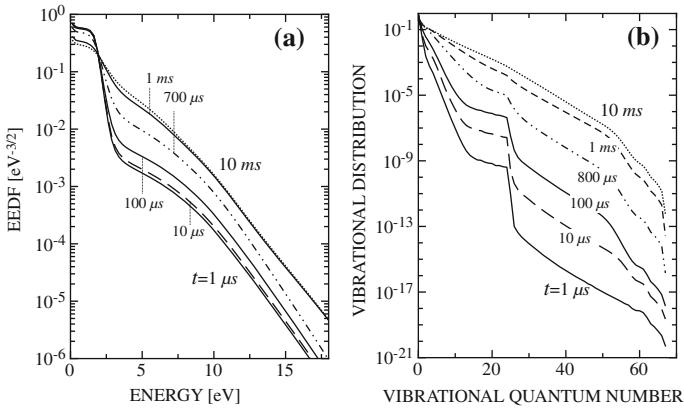 (a)
EEDF [eV-3/2]
10^0
10^-1
10^-2
10^-3
10^-4
10^-5
10^-6
1 ms
700 μs
10 ms
100 μs
10 μs
t=1 μs
0 5 10 15
ENERGY [eV]
(b)
VIBRATIONAL DISTRIBUTION
10^-1
10^-5
10^-9
10^-13
10^-17
10^-21
10 ms
1 ms
800 μs
100 μs
10 μs
t=1 μs
0 20 40 60
VIBRATIONAL QUANTUM NUMBER